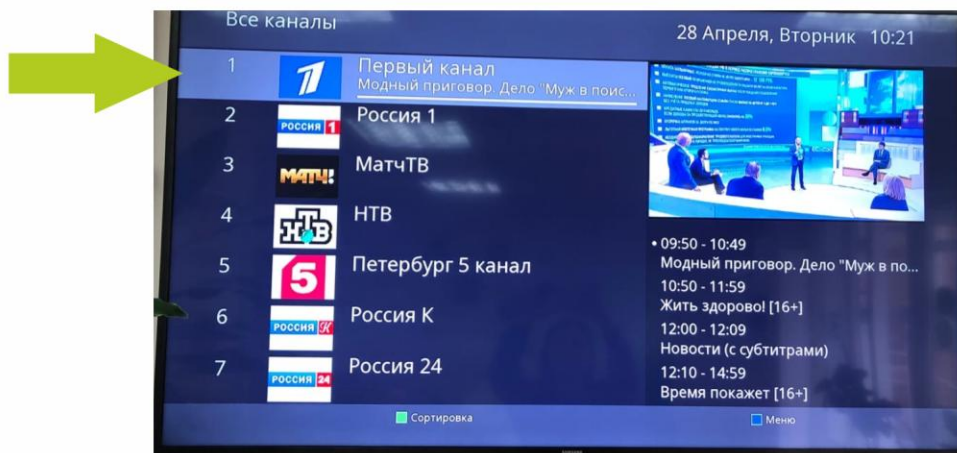 Все каналы
28 Апреля, Вторник 10:21
1
Первый канал
Модный приговор. Дело "Муж в поис...
2
РОССИЯ 1
Россия 1
3
МАТЧ!
МатчТВ
4
НТВ
НТВ
5
5
Петербург 5 канал
6
РОССИЯ К
Россия К
7
РОССИЯ 24
Россия 24
• 09:50 - 10:49
Модный приговор. Дело "Муж в по...
10:50 - 11:59
Жить здорово! [16+]
12:00 - 12:09
Новости (с субтитрами)
12:10 - 14:59
Время покажет [16+]
Сортировка
Меню